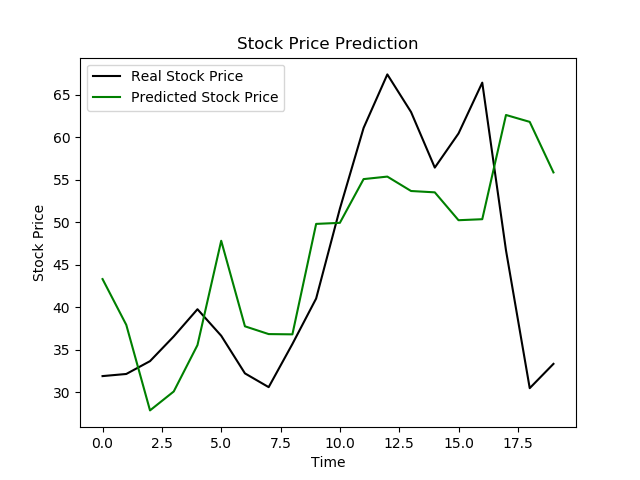 Stock Price Prediction
Real Stock Price
Predicted Stock Price
Stock Price
65
60
55
50
45
40
35
30
0.0 2.5 5.0 7.5 10.0 12.5 15.0 17.5
Time